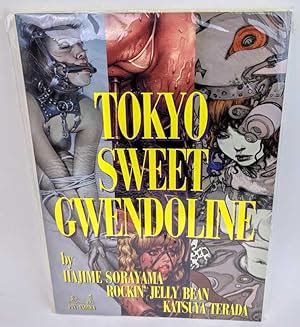 TOKYO
SWEET
GWENDOLINE
by
HAJIME SORAYAMA
ROCKIN' JELLY BEAN
KATSUYA TERADA